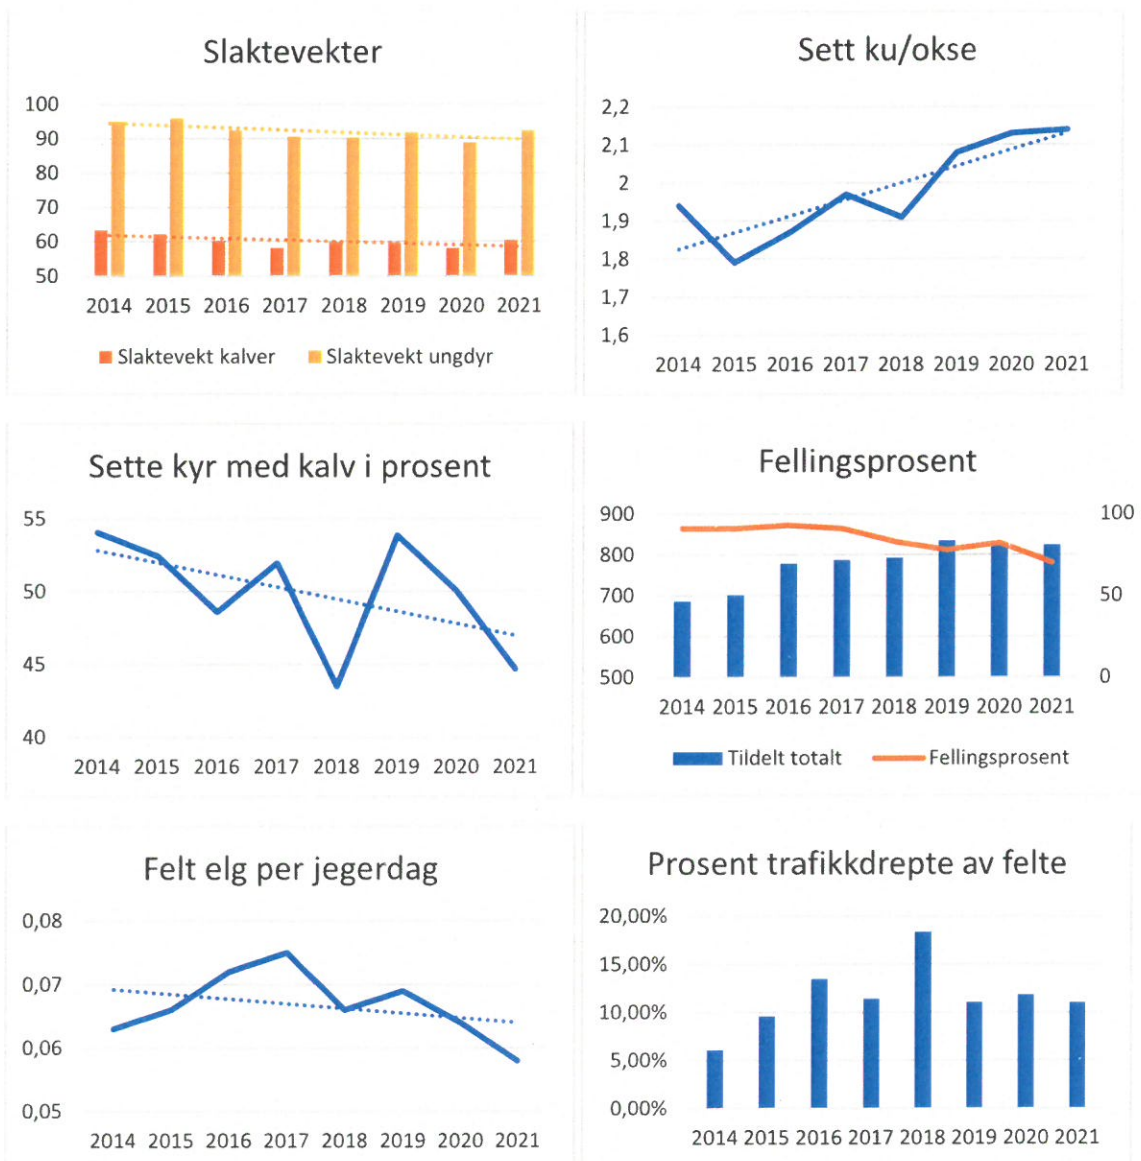 Slaktevekter
100
90
80
70
60
50
2014 2015 2016 2017 2018 2019 2020 2021
Slaktevekt kalver Slaktevekt ungdyr
Sett ku/okse
2,2
2,1
2
1,9
1,8
1,7
1,6
2014 2015 2016 2017 2018 2019 2020 2021
Sette kyr med kalv i prosent
55
50
45
40
2014 2015 2016 2017 2018 2019 2020 2021
Fellingsprosent
900
800
700
600
500
100
50
0
2014 2015 2016 2017 2018 2019 2020 2021
Tildelt totalt Fellingsprosent
Felt elg per jegerdag
0,08
0,07
0,06
0,05
2014 2015 2016 2017 2018 2019 2020 2021
Prosent trafikkdrepte av felte
20,00%
15,00%
10,00%
5,00%
0,00%
2014 2015 2016 2017 2018 2019 2020 2021